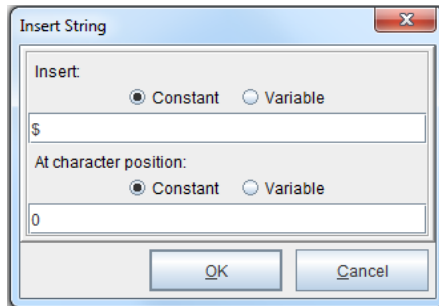 Insert String
Insert:
Constant Variable
$
At character position:
Constant Variable
0
OK Cancel